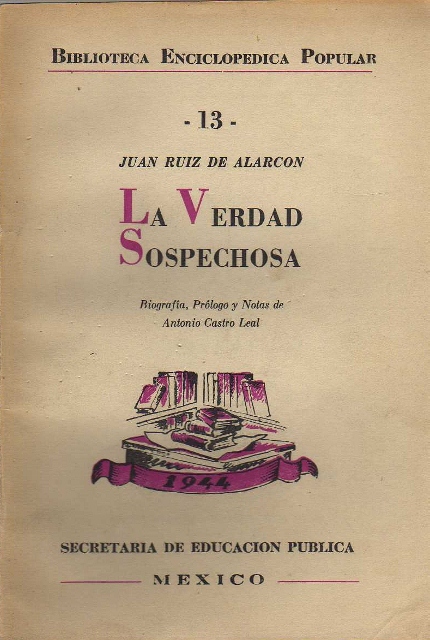 BIBLIOTECA ENCICLOPEDICA POPULAR
- 13 -
JUAN RUIZ DE ALARCON
LA VERDAD
SOSPECHOSA
Biografía, Prólogo y Notas de
Antonio Castro Leal
1944
SECRETARIA DE EDUCACION PUBLICA
MEXICO